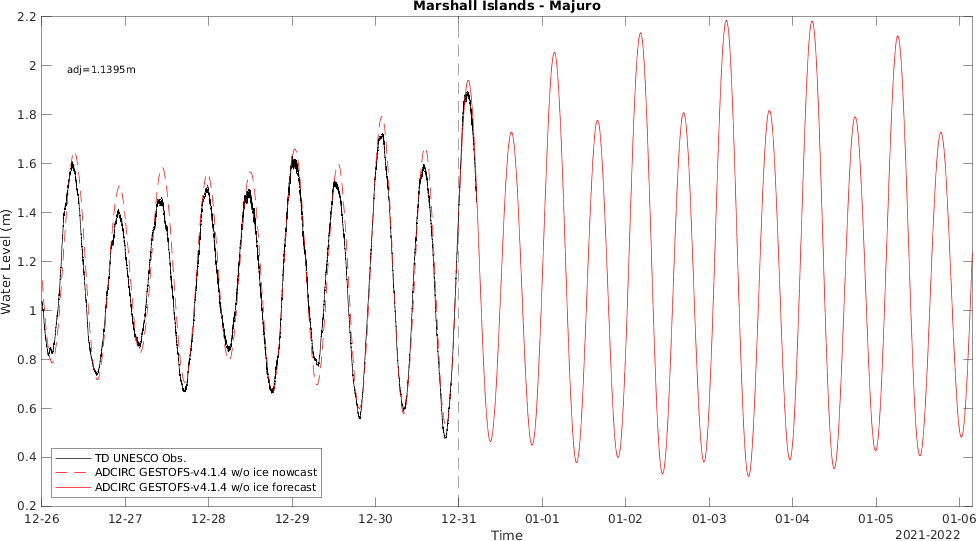 Marshall Islands - Majuro
2.2
2
adj=1.1395m
1.8
1.6
1.4
1.2
1
0.8
0.6
0.4
0.2
Water Level (m)
TD UNESCO Obs.
ADCIRC GESTOFS-v4.1.4 w/o ice nowcast
ADCIRC GESTOFS-v4.1.4 w/o ice forecast
12-26 12-27 12-28 12-29 12-30 12-31 01-01 01-02 01-03 01-04 01-05 01-06
Time
2021-2022